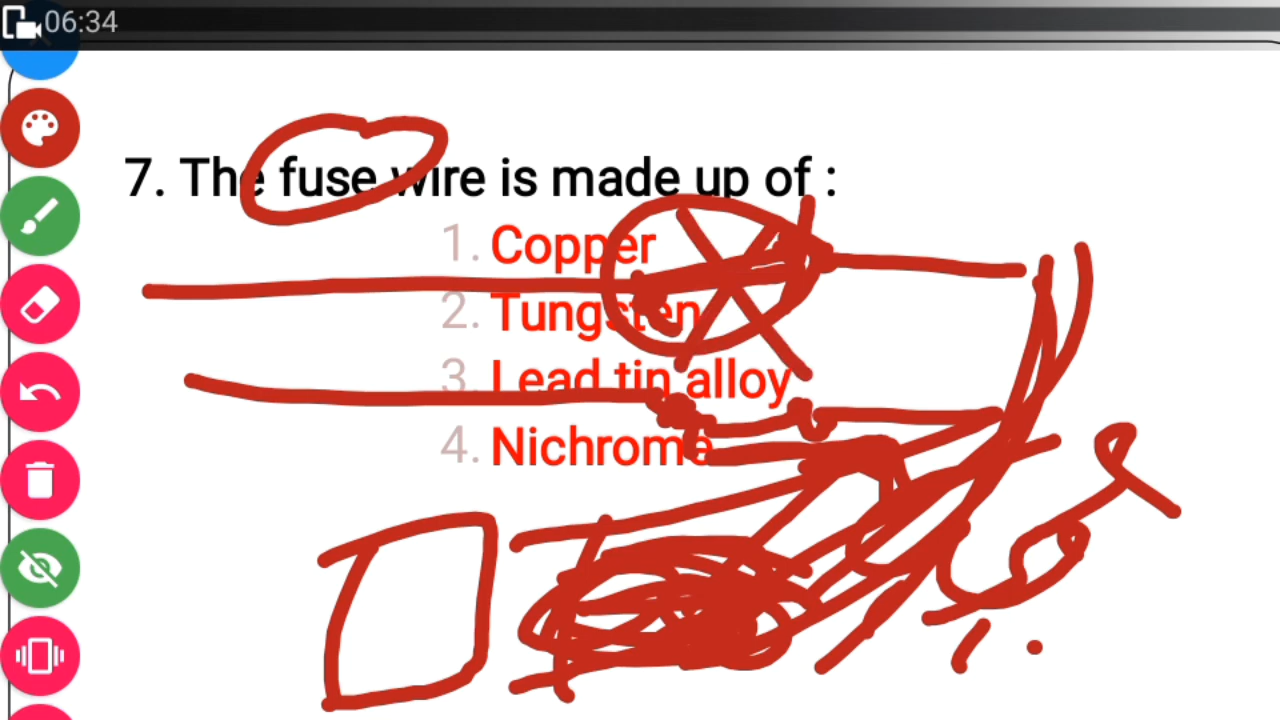 06:34
7. The fuse wire is made up of :
1. Copper
2. Tungsten
3. Lead tin alloy
4. Nichrome